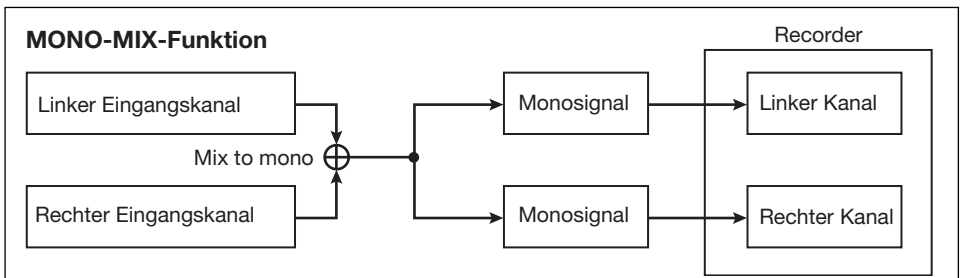 MONO-MIX-Funktion
Recorder
Linker Eingangskanal
Monosignal
Linker Kanal
Mix to mono
Rechter Eingangskanal
Monosignal
Rechter Kanal